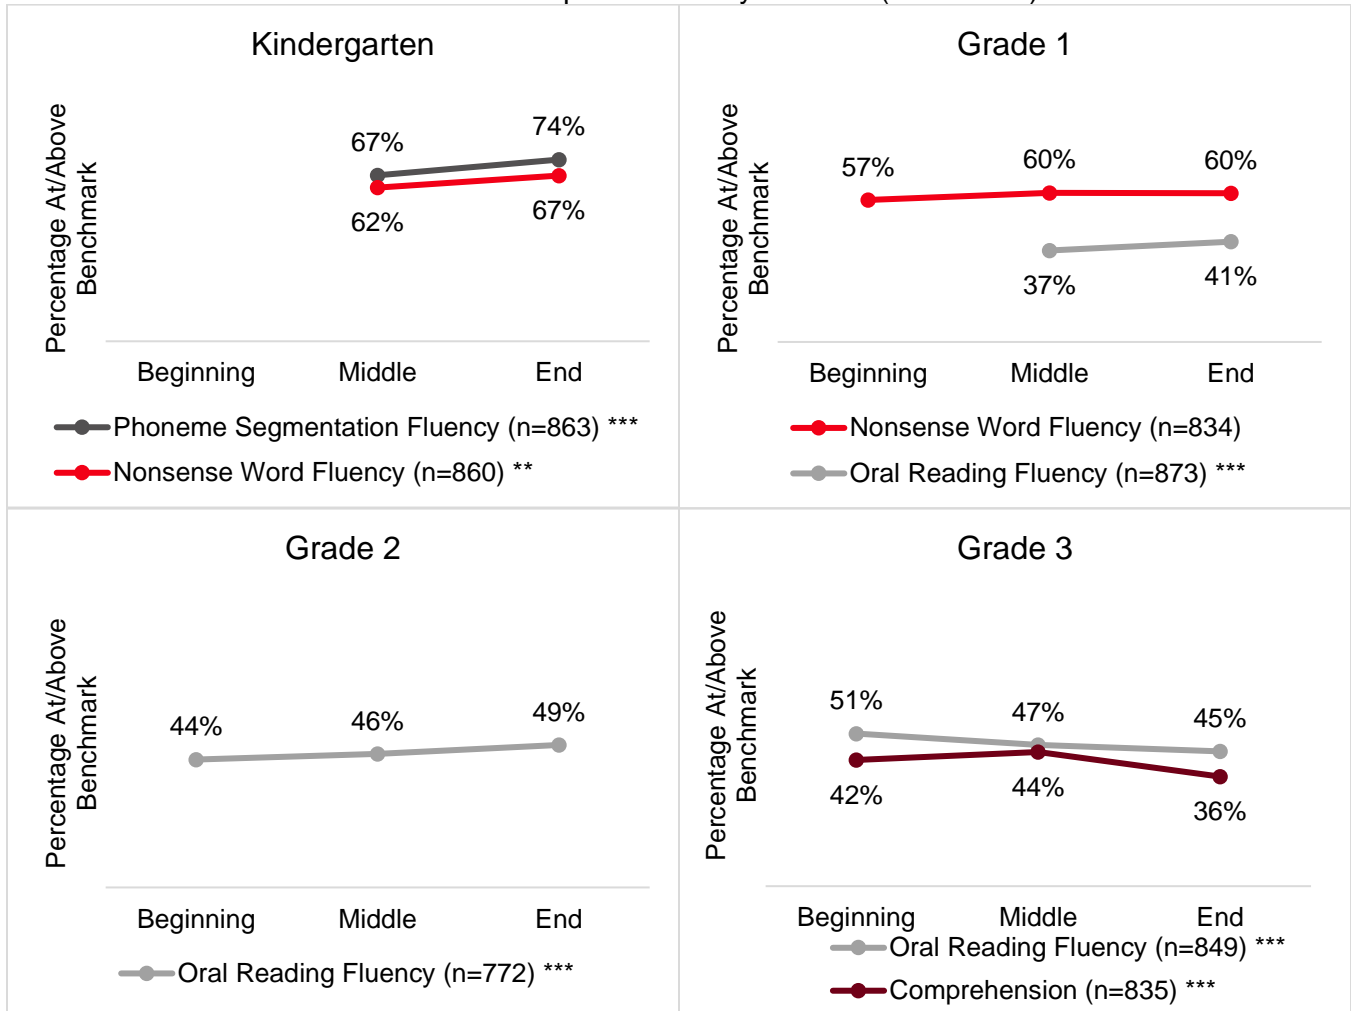 Kindergarten
Percentage At/Above
Benchmark
67%
74%
62%
67%
Beginning Middle End
Phoneme Segmentation Fluency (n=863) ***
Nonsense Word Fluency (n=860) **
Grade 1
Percentage At/Above
Benchmark
57%
60%
60%
37%
41%
Beginning Middle End
Nonsense Word Fluency (n=834)
Oral Reading Fluency (n=873) ***
Grade 2
Percentage At/Above
Benchmark
44%
46%
49%
Beginning Middle End
Oral Reading Fluency (n=772) ***
Grade 3
Percentage At/Above
Benchmark
51%
47%
45%
42%
44%
36%
Beginning Middle End
Oral Reading Fluency (n=849) ***
Comprehension (n=835) ***